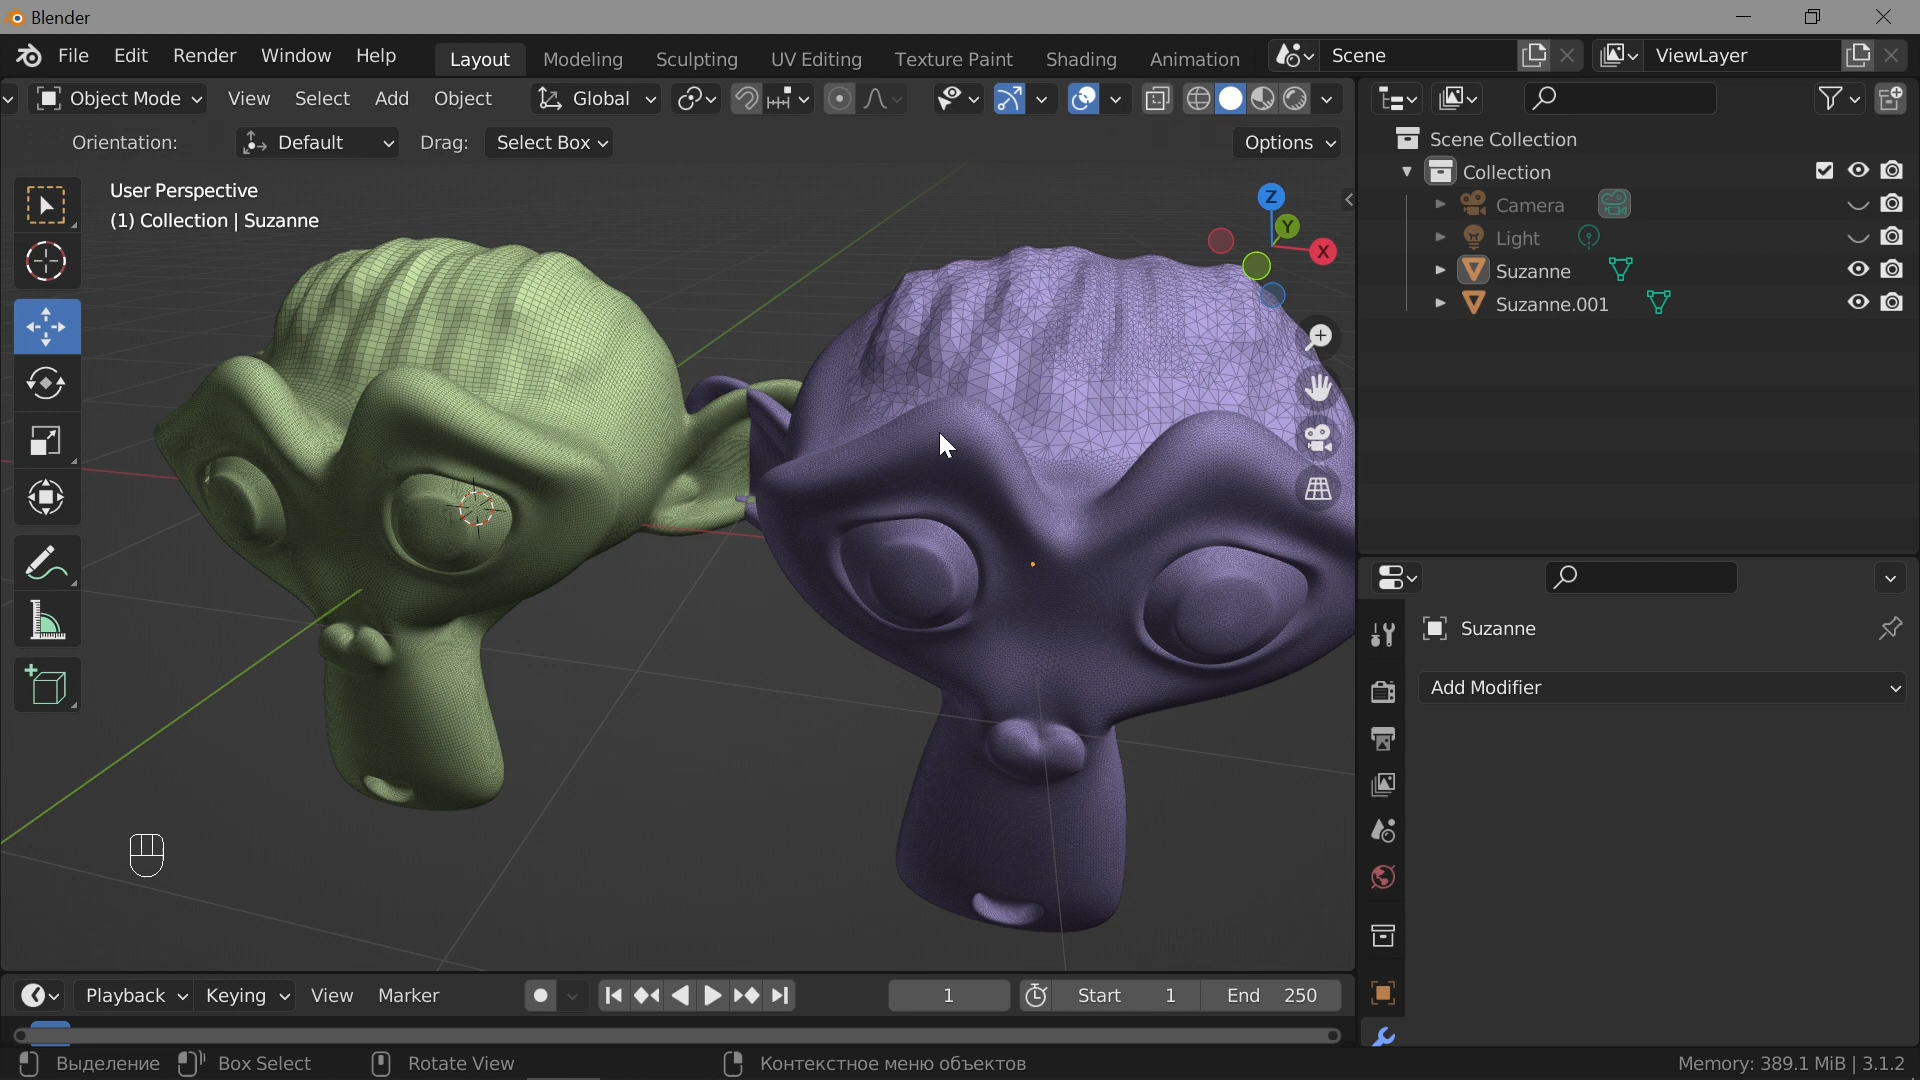 Blender
File Edit Render Window Help Layout Modeling Sculpting UV Editing Texture Paint Shading Animation Scene ViewLayer
Object Mode View Select Add Object Global
Orientation: Default Drag: Select Box Options
User Perspective
(1) Collection | Suzanne
Z
Y
X
Scene Collection
Collection
Camera
Light
Suzanne
Suzanne.001
Suzanne
Add Modifier
Playback Keying View Marker 1 Start 1 End 250
Выделение Box Select Rotate View Контекстное меню объектов Memory: 389.1 MiB | 3.1.2